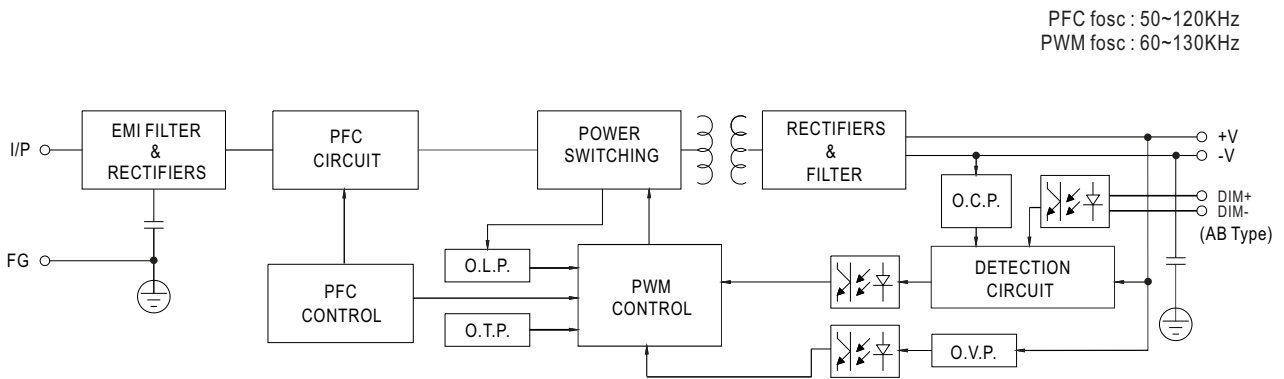 PFC fosc : 50~120KHz
PWM fosc : 60~130KHz
I/P
EMI FILTER
&
RECTIFIERS
PFC
CIRCUIT
POWER
SWITCHING
RECTIFIERS
&
FILTER
+V
-V
O.C.P.
DIM+
DIM-
(AB Type)
FG
O.L.P.
PFC
CONTROL
PWM
CONTROL
DETECTION
CIRCUIT
O.T.P.
O.V.P.